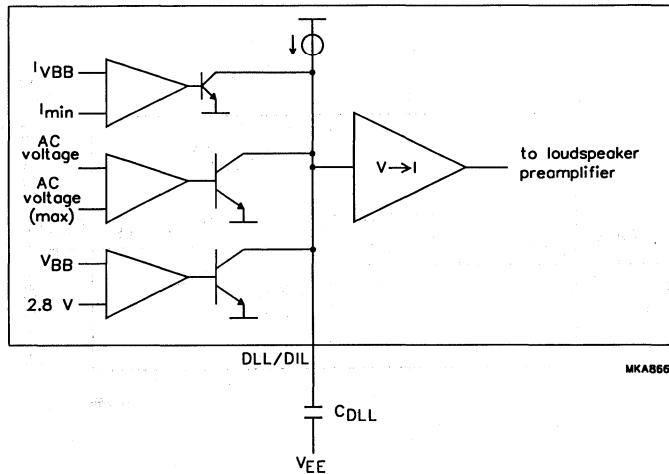 IVBB
Imin
AC
voltage
AC
voltage
(max)
VBB
2.8 V
V→I
to loudspeaker
preamplifier
DLL/DIL
MKA866
CDLL
VEE